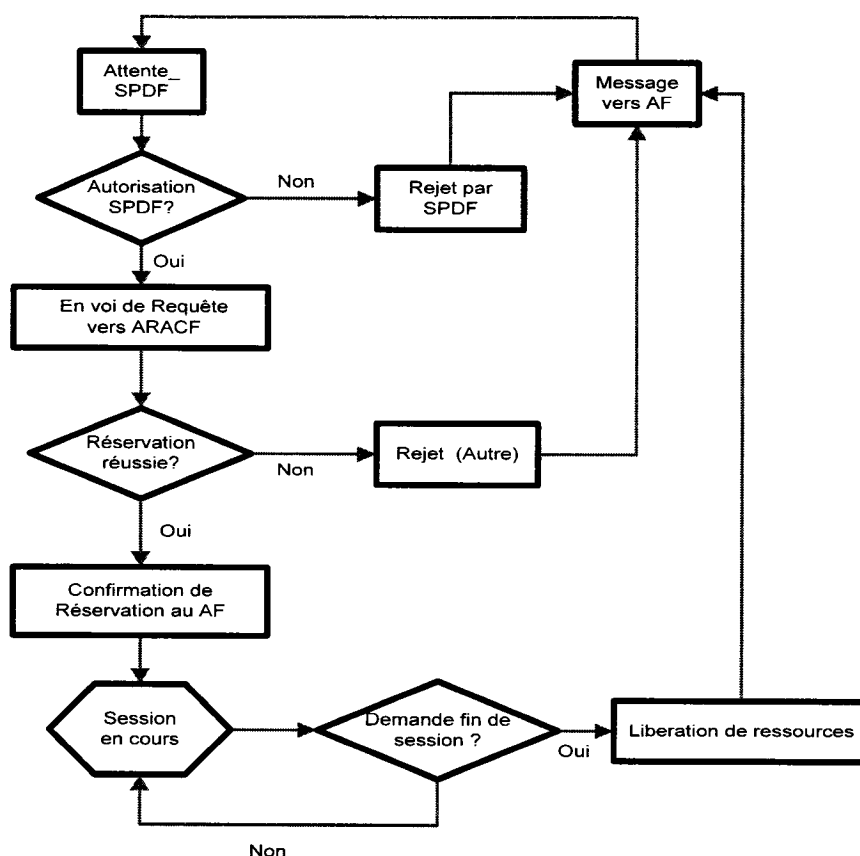 Attente_
SPDF
Message
vers AF
Autorisation
SPDF?
Non
Rejet par
SPDF
Oui
En voi de Requête
vers ARACF
Réservation
réussie?
Non
Rejet (Autre)
Oui
Confirmation de
Réservation au AF
Session
en cours
Demande fin de
session ?
Oui
Liberation de ressources
Non